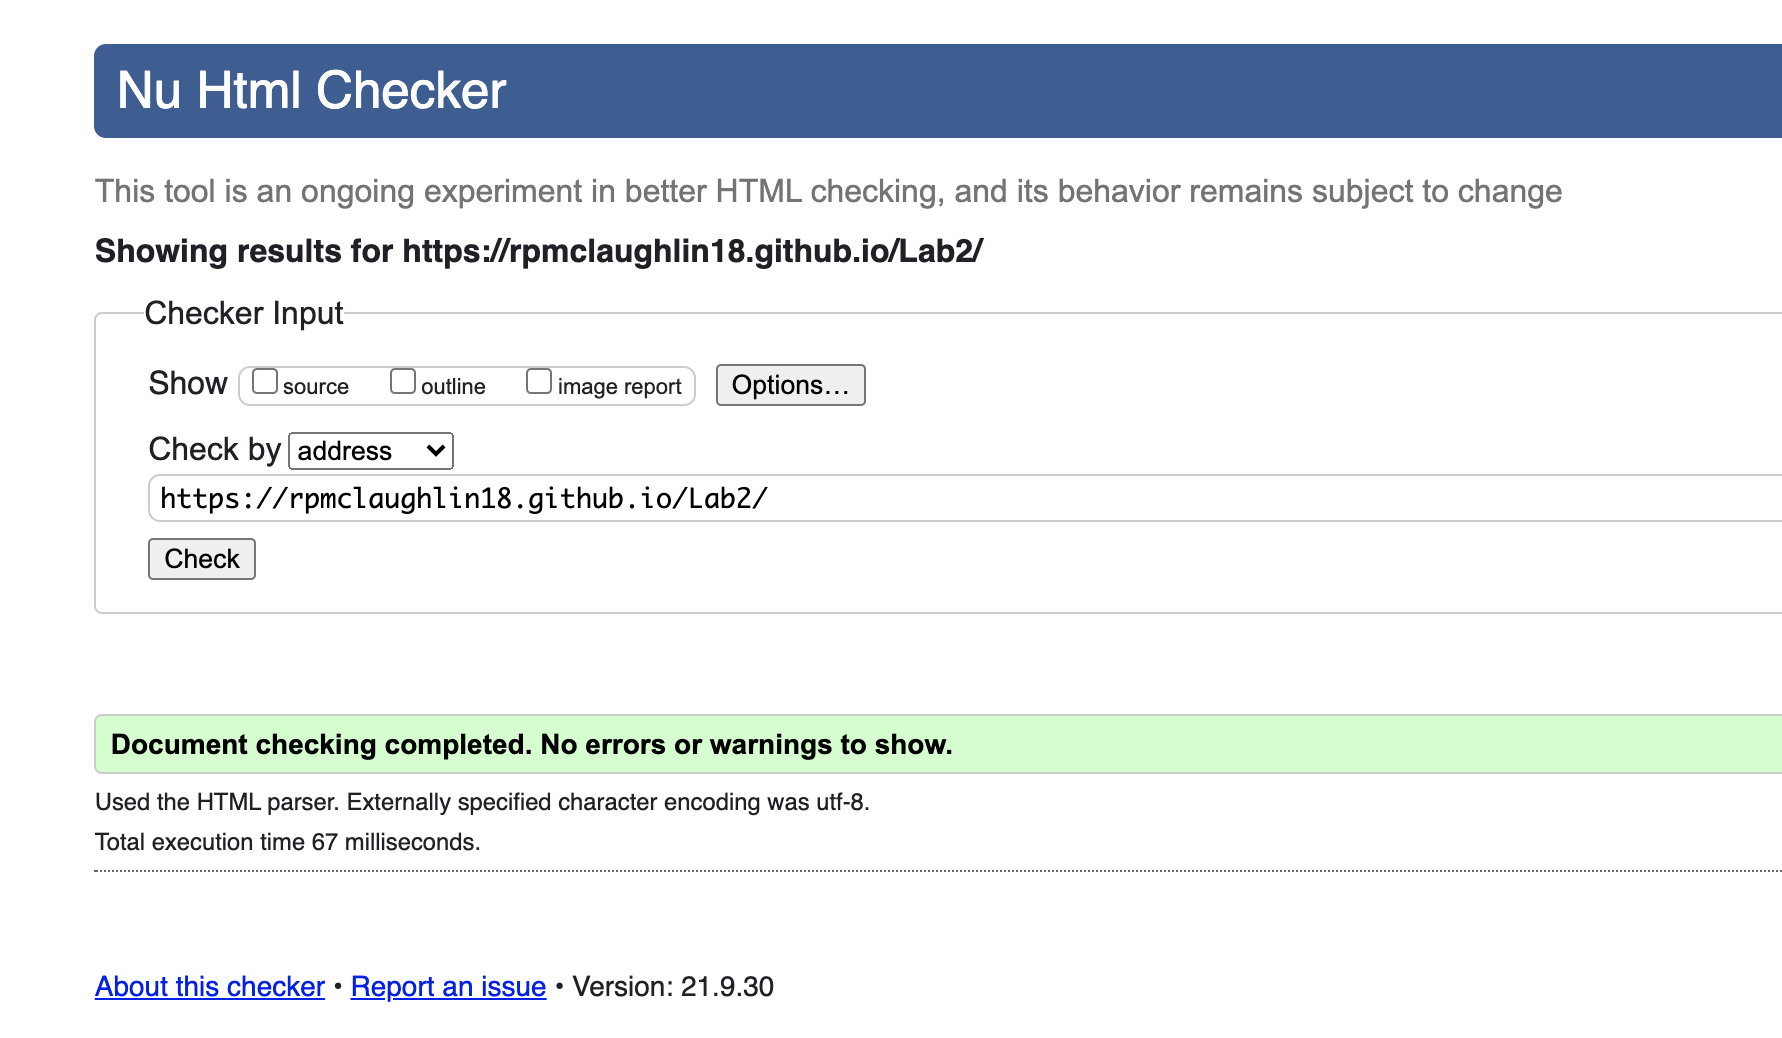 Nu Html Checker
This tool is an ongoing experiment in better HTML checking, and its behavior remains subject to change
Showing results for https://rpmclaughlin18.github.io/Lab2/
Checker Input
Show source outline image report Options…
Check by address
https://rpmclaughlin18.github.io/Lab2/
Check
Document checking completed. No errors or warnings to show.
Used the HTML parser. Externally specified character encoding was utf-8.
Total execution time 67 milliseconds.
About this checker • Report an issue • Version: 21.9.30